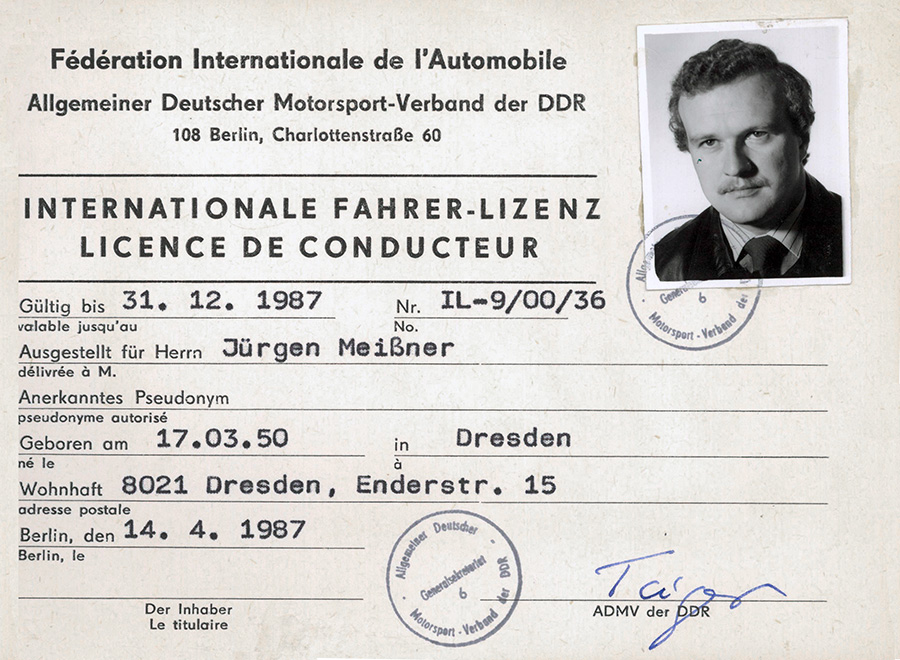 Fédération Internationale de l'Automobile
Allgemeiner Deutscher Motorsport-Verband der DDR
108 Berlin, Charlottenstraße 60
INTERNATIONALE FAHRER-LIZENZ
LICENCE DE CONDUCTEUR
Gültig bis 31. 12. 1987 Nr. IL-9/00/36
valable jusqu'au No.
Ausgestellt für Herrn Jürgen Meißner
délivrée à M.
Anerkanntes Pseudonym
pseudonyme autorisé
Geboren am 17.03.50 in Dresden
né le à
Wohnhaft 8021 Dresden, Enderstr. 15
adresse postale
Berlin, den 14. 4. 1987
Berlin, le
Der Inhaber
Le titulaire
ADMV der DDR
Allgemeiner Deutscher
Generalsekretariat
6
Motorsport-Verband der DDR
6
Motorsport-Verband der